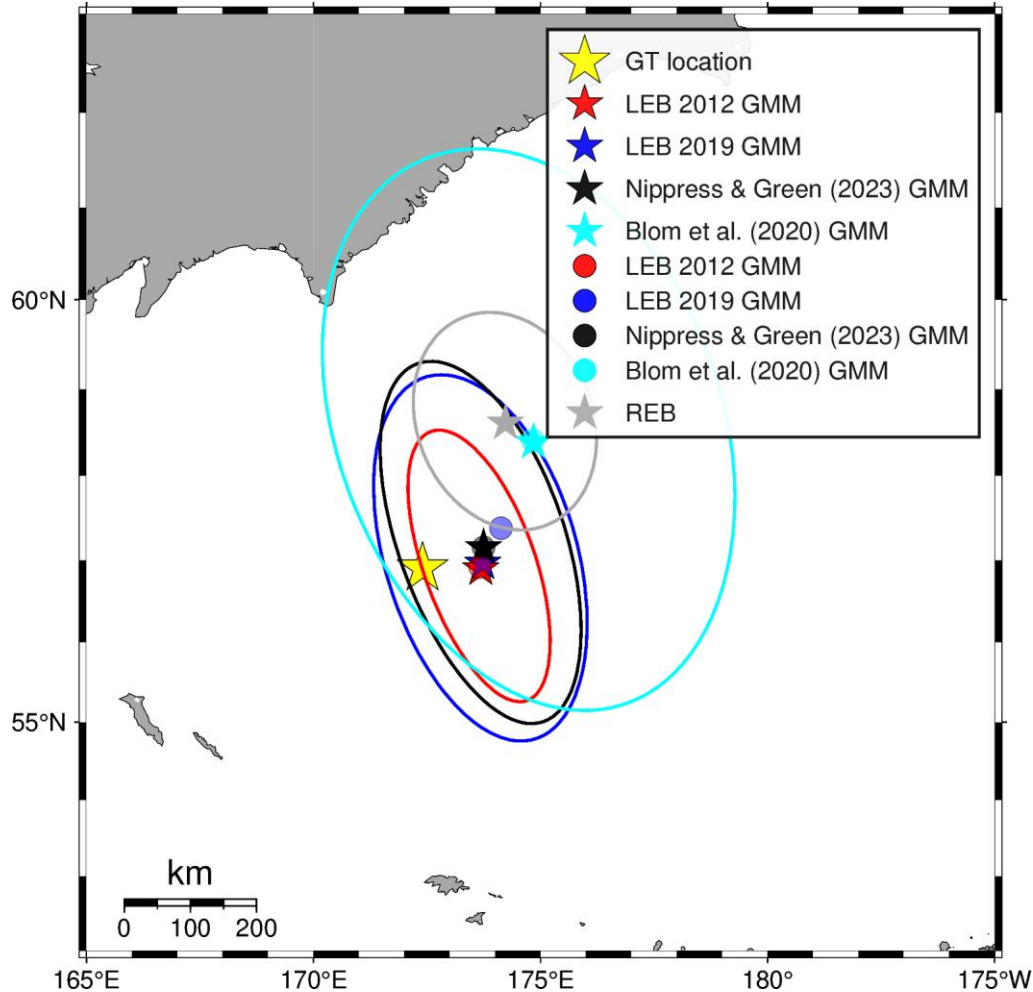 GT location
LEB 2012 GMM
LEB 2019 GMM
Nippress & Green (2023) GMM
Blom et al. (2020) GMM
LEB 2012 GMM
LEB 2019 GMM
Nippress & Green (2023) GMM
Blom et al. (2020) GMM
REB
60°N
55°N
km
0 100 200
165°E 170°E 175°E 180° 175°W